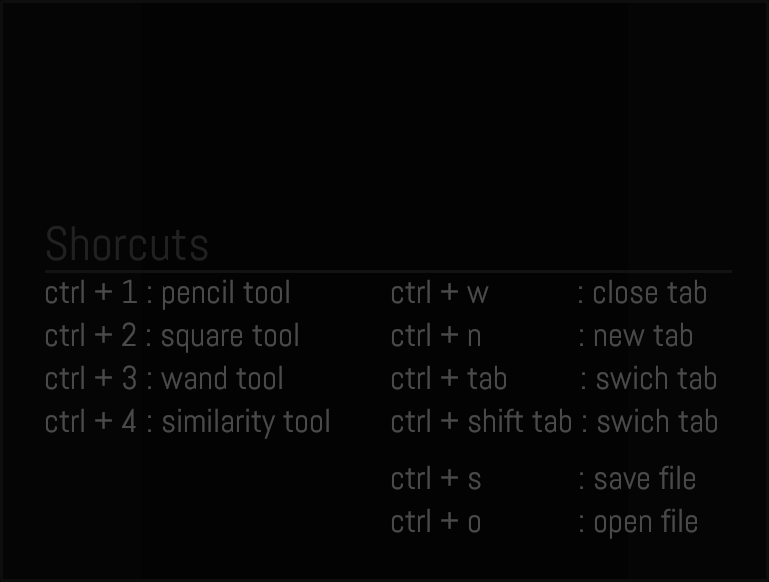 Shorcuts
ctrl + 1 : pencil tool
ctrl + 2 : square tool
ctrl + 3 : wand tool
ctrl + 4 : similarity tool
ctrl + w : close tab
ctrl + n : new tab
ctrl + tab : swich tab
ctrl + shift tab : swich tab
ctrl + s : save file
ctrl + o : open file